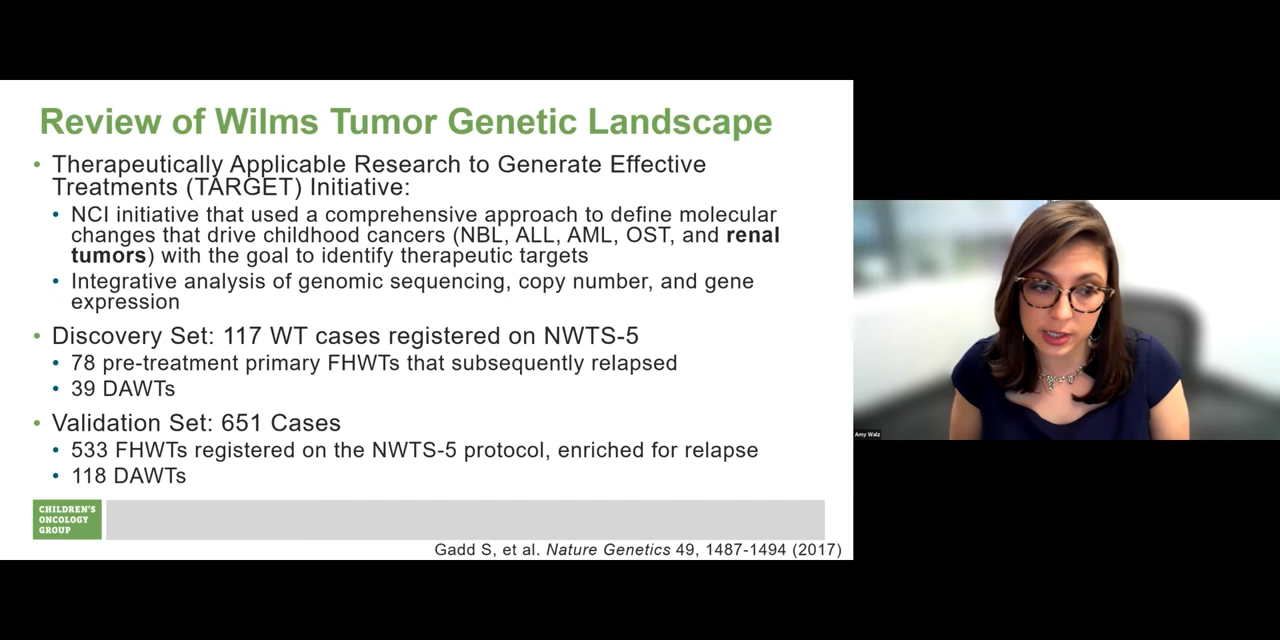 Review of Wilms Tumor Genetic Landscape
• Therapeutically Applicable Research to Generate Effective
Treatments (TARGET) Initiative:
• NCI initiative that used a comprehensive approach to define molecular
changes that drive childhood cancers (NBL, ALL, AML, OST, and renal
tumors) with the goal to identify therapeutic targets
• Integrative analysis of genomic sequencing, copy number, and gene
expression
• Discovery Set: 117 WT cases registered on NWTS-5
• 78 pre-treatment primary FHWTs that subsequently relapsed
• 39 DAWTs
• Validation Set: 651 Cases
• 533 FHWTs registered on the NWTS-5 protocol, enriched for relapse
• 118 DAWTs
CHILDREN'S
ONCOLOGY
GROUP
Gadd S, et al. Nature Genetics 49, 1487-1494 (2017)
Amy Walz